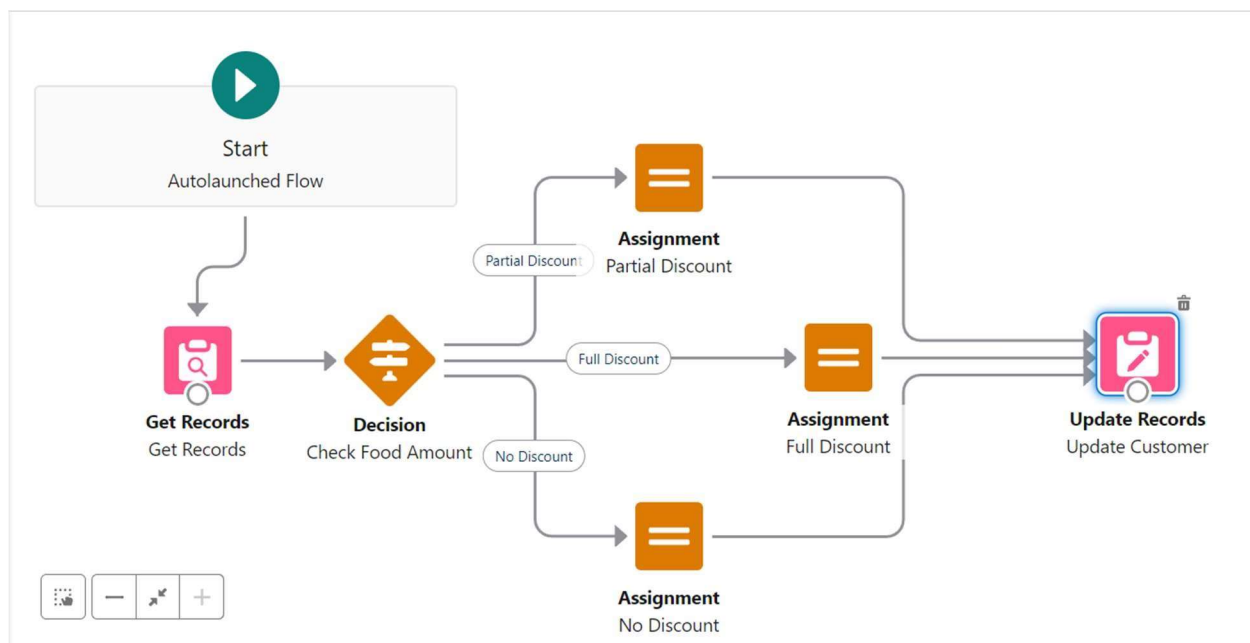 Start
Autolaunched Flow
Partial Discount
Assignment
Partial Discount
Full Discount
Get Records
Get Records
Decision
Check Food Amount
No Discount
Assignment
Full Discount
Update Records
Update Customer
Assignment
No Discount